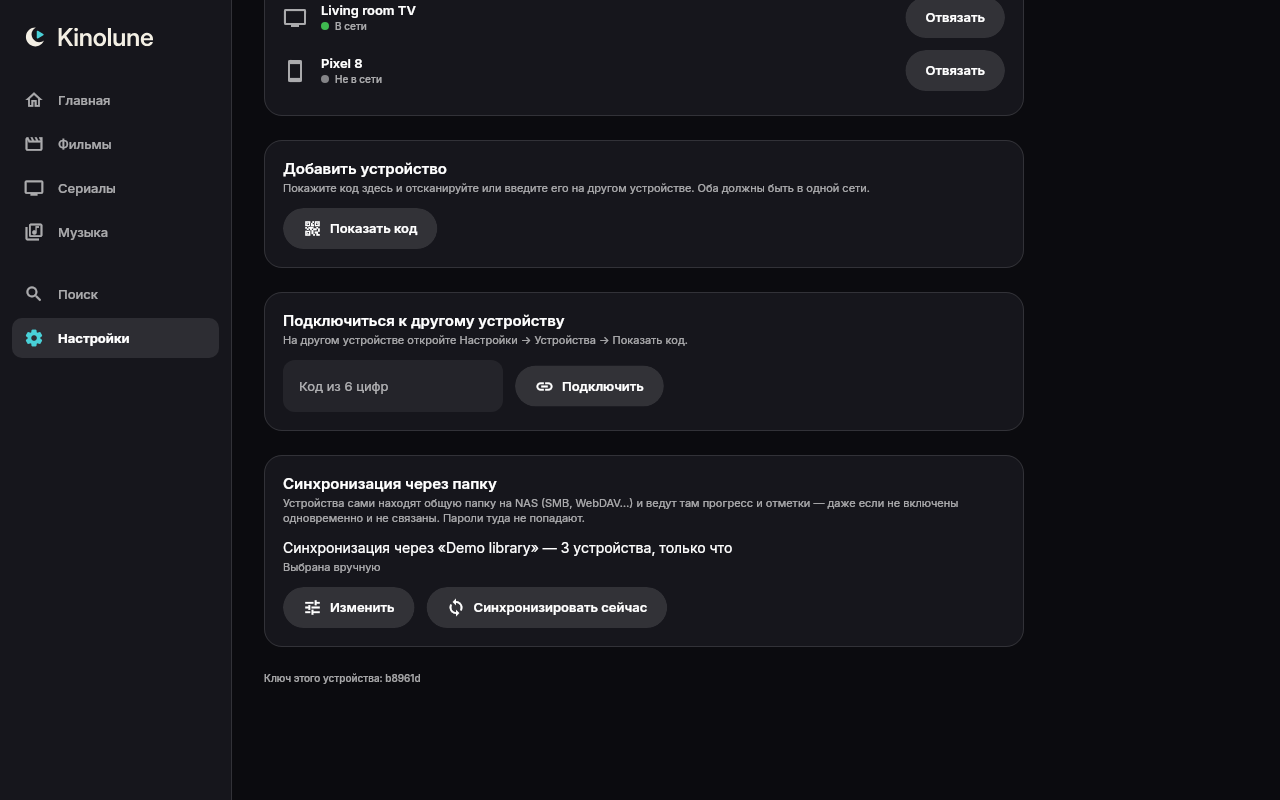 Kinolune
Главная
Фильмы
Сериалы
Музыка
Поиск
Настройки
Living room TV
В сети
Отвязать
Pixel 8
Не в сети
Отвязать
Добавить устройство
Покажите код здесь и отсканируйте или введите его на другом устройстве. Оба должны быть в одной сети.
Показать код
Подключиться к другому устройству
На другом устройстве откройте Настройки → Устройства → Показать код.
Код из 6 цифр
Подключить
Синхронизация через папку
Устройства сами находят общую папку на NAS (SMB, WebDAV...) и ведут там прогресс и отметки — даже если не включены
одновременно и не связаны. Пароли туда не попадают.
Синхронизация через «Demo library» — 3 устройства, только что
Выбрана вручную
Изменить
Синхронизировать сейчас
Ключ этого устройства: b8961d